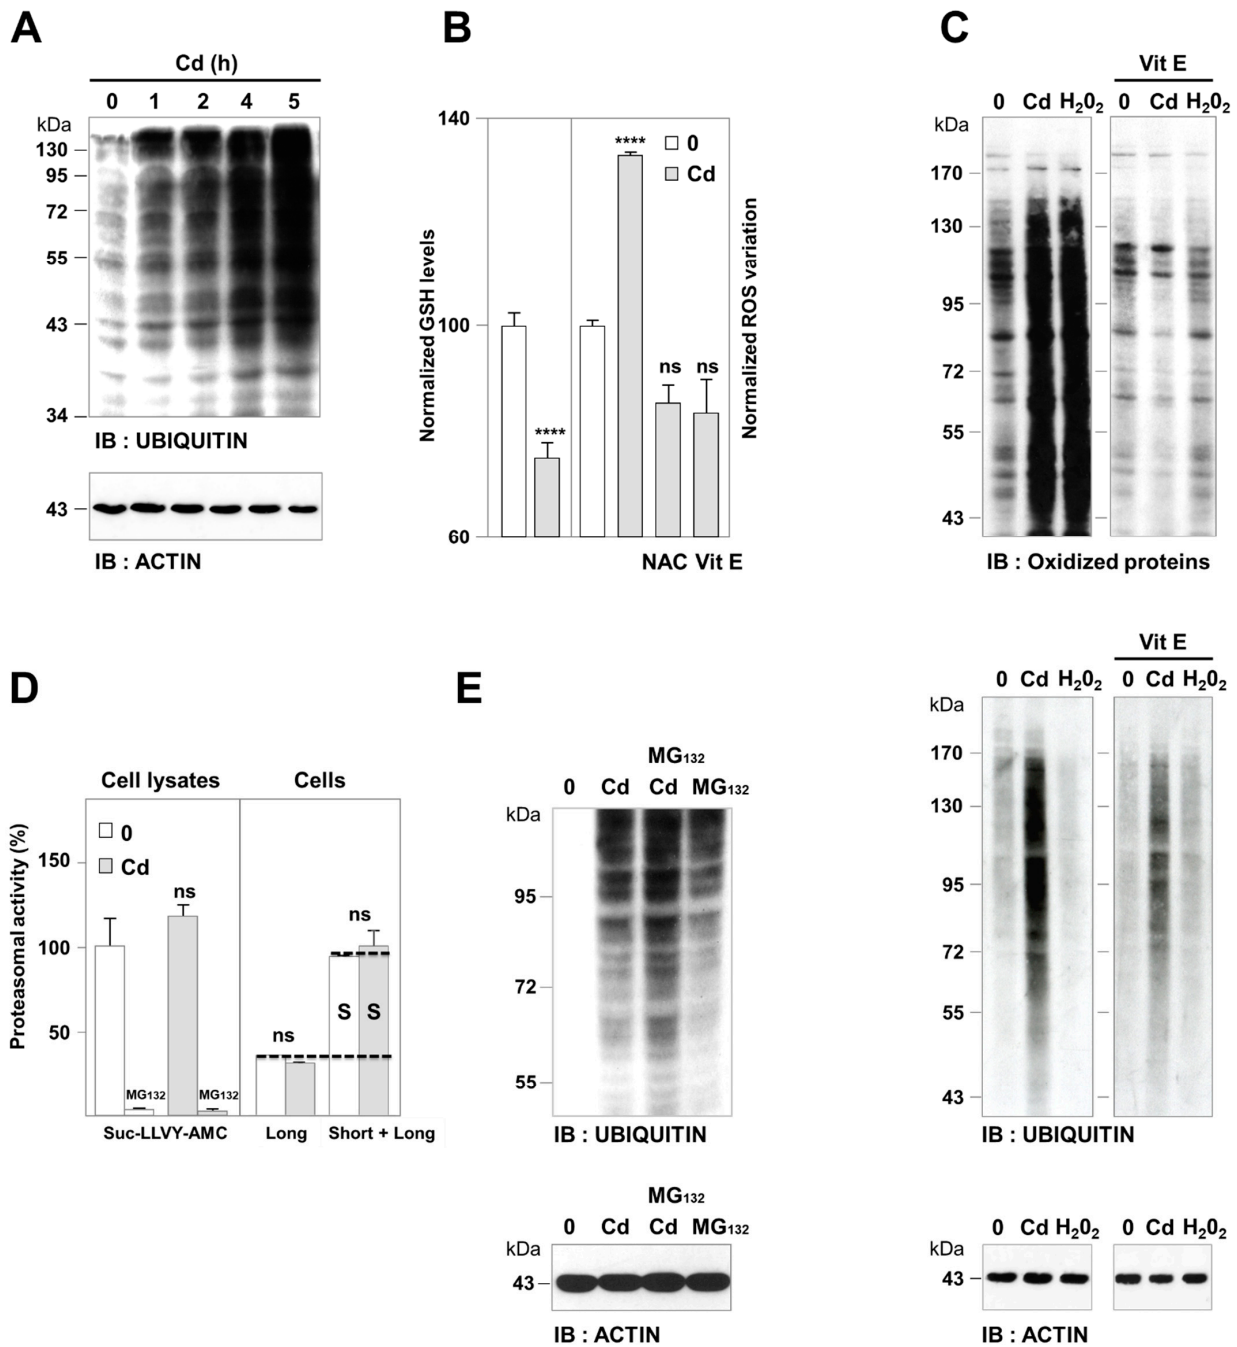 A
Cd (h)
0 1 2 4 5
kDa
130
95
72
55
43
34
IB : UBIQUITIN
43
IB : ACTIN
B
Normalized GSH levels
140
100
60
0
Cd
****
****
ns ns
NAC Vit E
Normalized ROS variation
C
Vit E
0 Cd H₂0₂ 0 Cd H₂0₂
kDa
170
130
95
72
55
43
IB : Oxidized proteins
Vit E
0 Cd H₂0₂ 0 Cd H₂0₂
kDa
170
130
95
72
55
43
IB : UBIQUITIN
0 Cd H₂0₂ 0 Cd H₂0₂
kDa
43
IB : ACTIN
D
Cell lysates Cells
Proteasomal activity (%)
150
100
50
0
Cd
ns
ns
ns
S S
MG132 MG132
Suc-LLVY-AMC Long Short + Long
E
MG132
0 Cd Cd MG132
kDa
95
72
55
IB : UBIQUITIN
MG132
0 Cd Cd MG132
kDa
43
IB : ACTIN